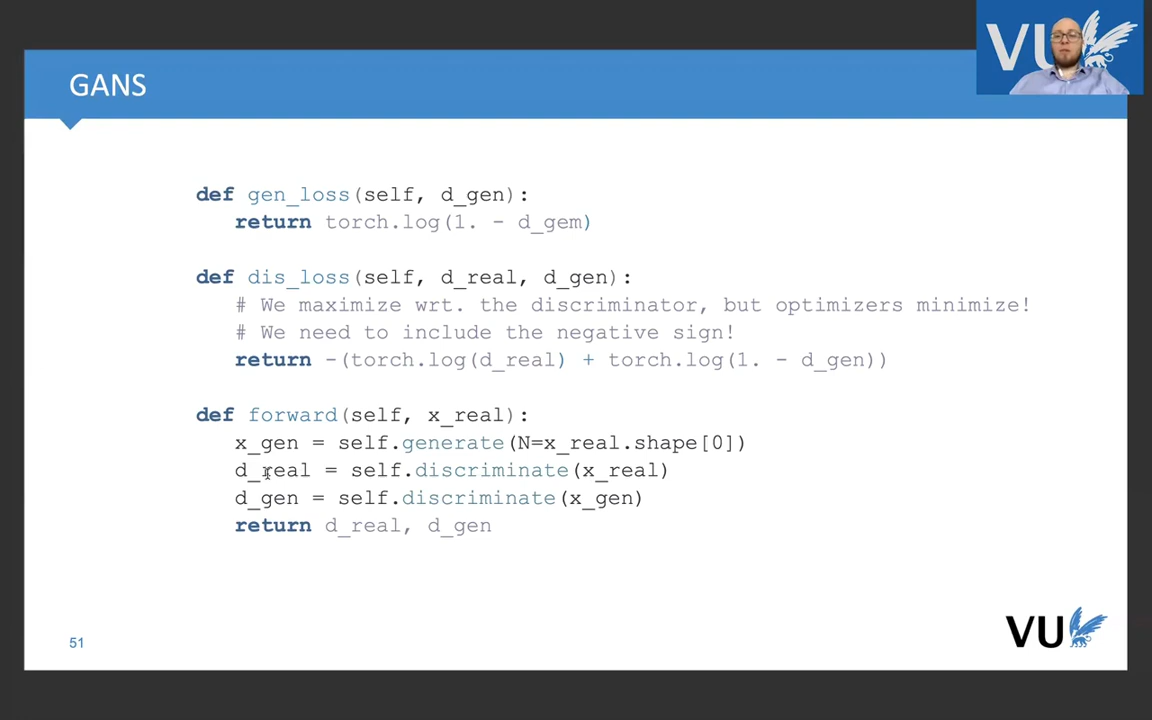 VU
GANS
def gen_loss(self, d_gen):
return torch.log(1. - d_gem)
def dis_loss(self, d_real, d_gen):
# We maximize wrt. the discriminator, but optimizers minimize!
# We need to include the negative sign!
return -(torch.log(d_real) + torch.log(1. - d_gen))
def forward(self, x_real):
x_gen = self.generate(N=x_real.shape[0])
d_real = self.discriminate(x_real)
d_gen = self.discriminate(x_gen)
return d_real, d_gen
51
VU